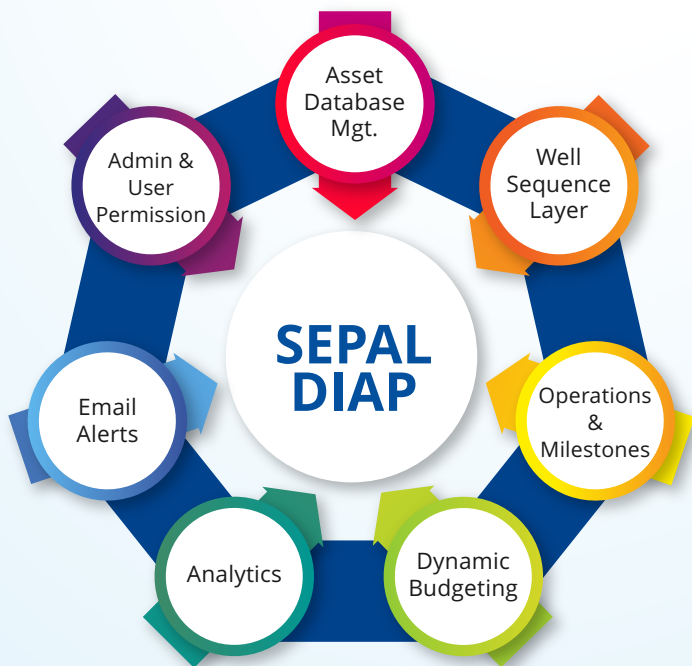 Asset
Database
Mgt.
Well
Sequence
Layer
Operations
&
Milestones
Dynamic
Budgeting
Analytics
Email
Alerts
Admin &
User
Permission
SEPAL
DIAP